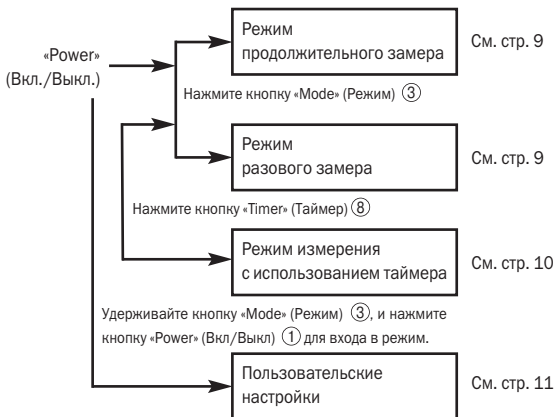 Режим
продолжительного замера
См. стр. 9
«Power»
(Вкл./Выкл.)
Нажмите кнопку «Mode» (Режим) ③
Режим
разового замера
См. стр. 9
Нажмите кнопку «Timer» (Таймер) ⑧
Режим измерения
с использованием таймера
См. стр. 10
Удерживайте кнопку «Mode» (Режим) ③, и нажмите
кнопку «Power» (Вкл/Выкл) ① для входа в режим.
Пользовательские
настройки
См. стр. 11